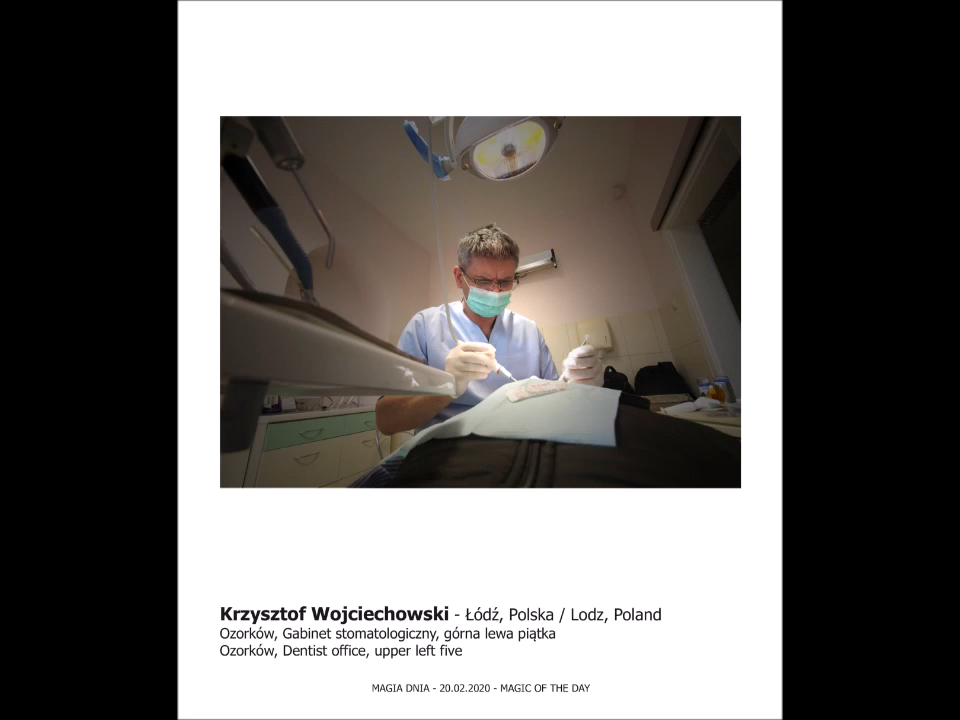 Krzysztof Wojciechowski - Łódź, Polska / Lodz, Poland
Ozorków, Gabinet stomatologiczny, górna lewa piątka
Ozorków, Dentist office, upper left five
MAGIA DNIA - 20.02.2020 - MAGIC OF THE DAY